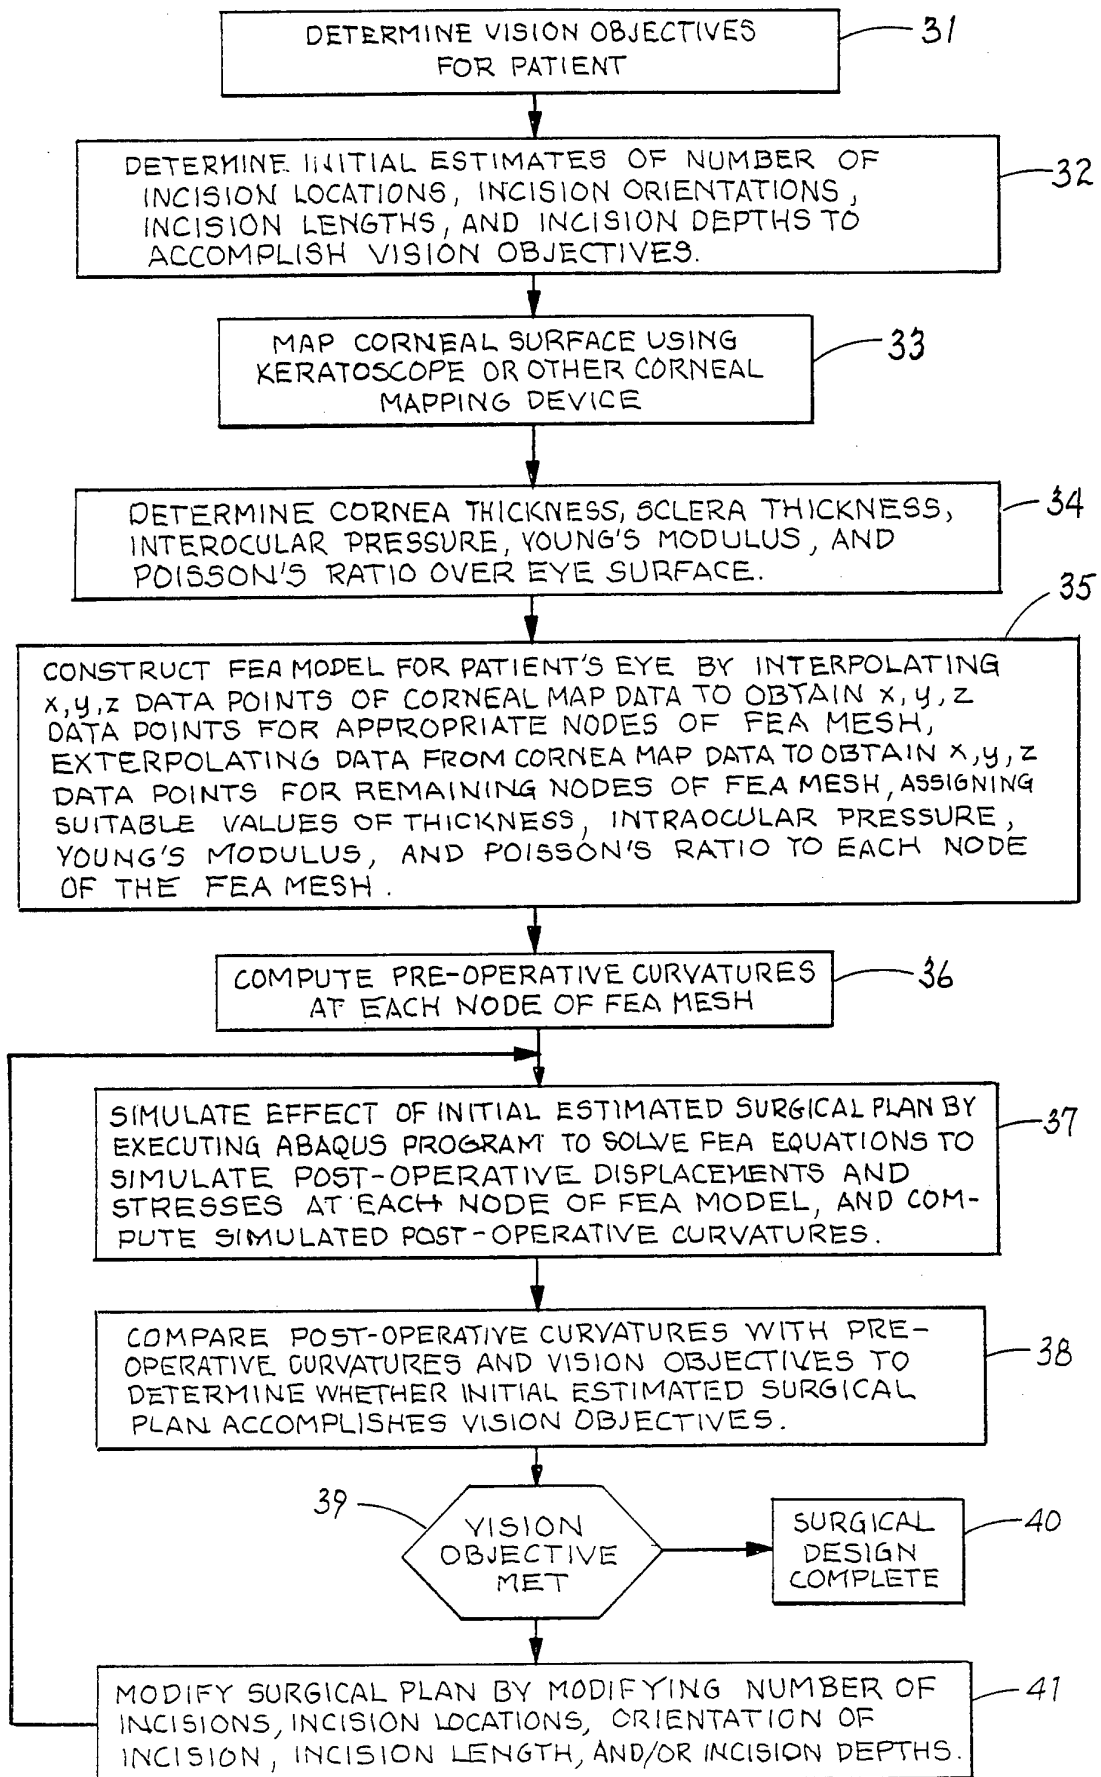 DETERMINE VISION OBJECTIVES
FOR PATIENT
31
DETERMINE INITIAL ESTIMATES OF NUMBER OF
INCISION LOCATIONS, INCISION ORIENTATIONS,
INCISION LENGTHS, AND INCISION DEPTHS TO
ACCOMPLISH VISION OBJECTIVES.
32
MAP CORNEAL SURFACE USING
KERATOSCOPE OR OTHER CORNEAL
MAPPING DEVICE
33
DETERMINE CORNEA THICKNESS, SCLERA THICKNESS,
INTEROCULAR PRESSURE, YOUNG'S MODULUS, AND
POISSON'S RATIO OVER EYE SURFACE.
34
35
CONSTRUCT FEA MODEL FOR PATIENT'S EYE BY INTERPOLATING
x,y,z DATA POINTS OF CORNEAL MAP DATA TO OBTAIN x,y,z
DATA POINTS FOR APPROPRIATE NODES OF FEA MESH,
EXTERPOLATING DATA FROM CORNEA MAP DATA TO OBTAIN x,y,z
DATA POINTS FOR REMAINING NODES OF FEA MESH, ASSIGNING
SUITABLE VALUES OF THICKNESS, INTRAOCULAR PRESSURE,
YOUNG'S MODULUS, AND POISSON'S RATIO TO EACH NODE
OF THE FEA MESH.
COMPUTE PRE-OPERATIVE CURVATURES
AT EACH NODE OF FEA MESH
36
SIMULATE EFFECT OF INITIAL ESTIMATED SURGICAL PLAN BY
EXECUTING ABAQUS PROGRAM TO SOLVE FEA EQUATIONS TO
SIMULATE POST-OPERATIVE DISPLACEMENTS AND
STRESSES AT EACH NODE OF FEA MODEL, AND COM-
PUTE SIMULATED POST-OPERATIVE CURVATURES.
37
COMPARE POST-OPERATIVE CURVATURES WITH PRE-
OPERATIVE CURVATURES AND VISION OBJECTIVES TO
DETERMINE WHETHER INITIAL ESTIMATED SURGICAL
PLAN ACCOMPLISHES VISION OBJECTIVES.
38
39
VISION
OBJECTIVE
MET
SURGICAL
DESIGN
COMPLETE
40
MODIFY SURGICAL PLAN BY MODIFYING NUMBER OF
INCISIONS, INCISION LOCATIONS, ORIENTATION OF
INCISION, INCISION LENGTH, AND/OR INCISION DEPTHS.
41